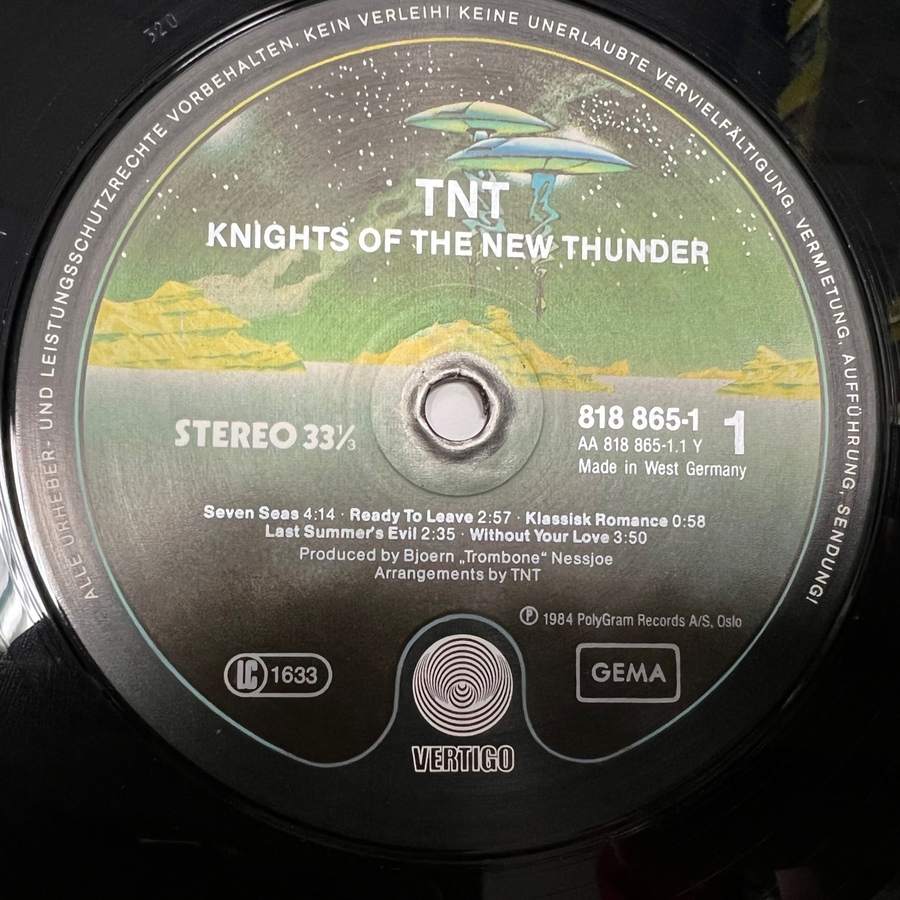 320
ALLE URHEBER- UND LEISTUNGSSCHUTZRECHTE VORBEHALTEN. KEIN VERLEIH! KEINE UNERLAUBTE VERVIELFÄLTIGUNG, VERMIETUNG, AUFFÜHRUNG, SENDUNG!
TNT
KNIGHTS OF THE NEW THUNDER
STEREO 33⅓
818 865-1 1
AA 818 865-1.1 Y
Made in West Germany
Seven Seas 4:14 · Ready To Leave 2:57 · Klassisk Romance 0:58
Last Summer's Evil 2:35 · Without Your Love 3:50
Produced by Bjoern „Trombone“ Nessjoe
Arrangements by TNT
Ⓟ 1984 PolyGram Records A/S, Oslo
LC 1633
GEMA
VERTIGO